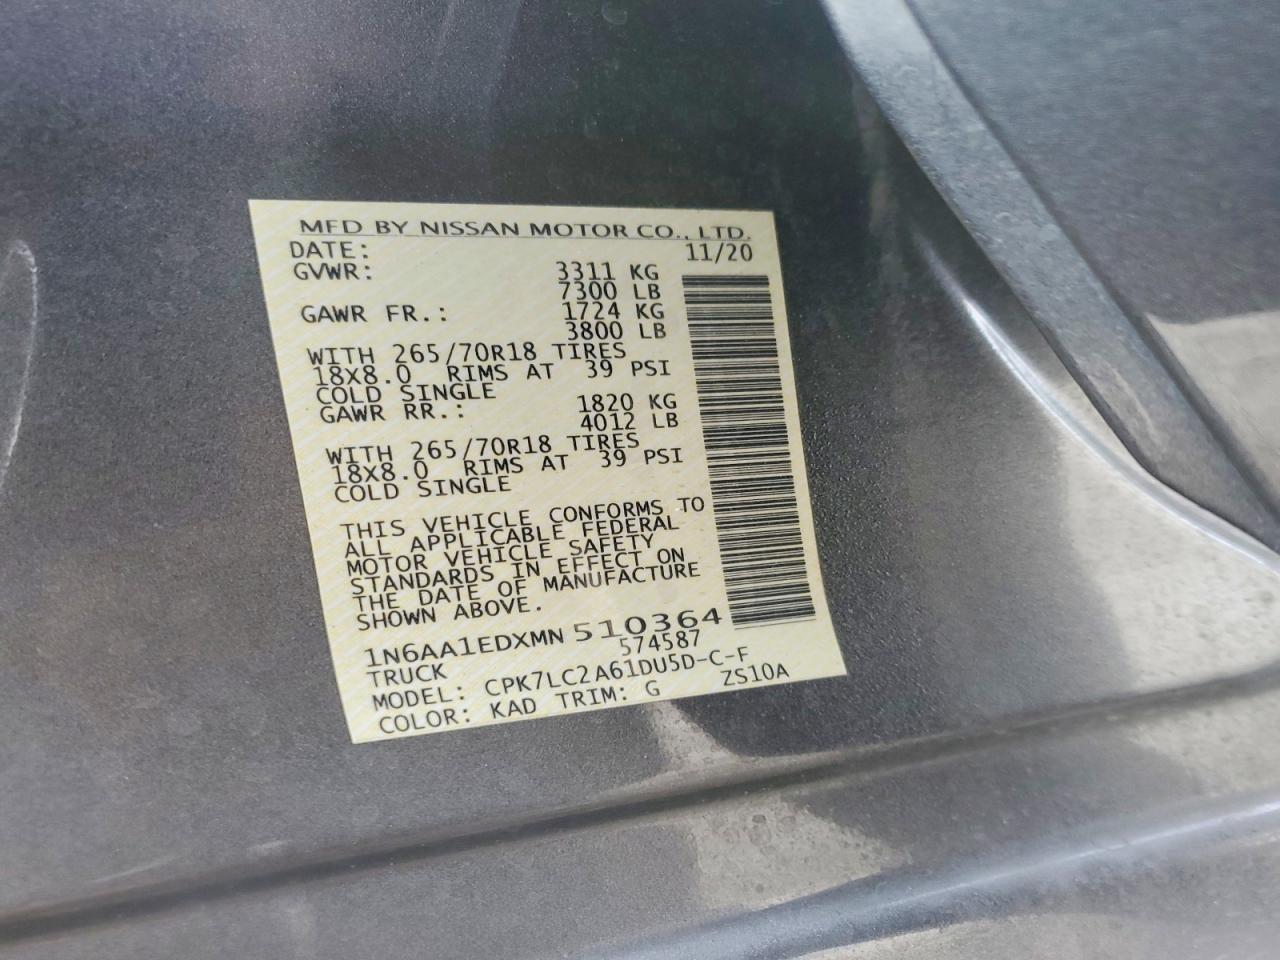 MFD BY NISSAN MOTOR CO., LTD.
DATE: 11/20
GVWR: 3311 KG
7300 LB
GAWR FR.: 1724 KG
3800 LB
WITH 265/70R18 TIRES
18X8.0 RIMS AT 39 PSI
COLD SINGLE
GAWR RR.: 1820 KG
4012 LB
WITH 265/70R18 TIRES
18X8.0 RIMS AT 39 PSI
COLD SINGLE
THIS VEHICLE CONFORMS TO
ALL APPLICABLE FEDERAL
MOTOR VEHICLE SAFETY
STANDARDS IN EFFECT ON
THE DATE OF MANUFACTURE
SHOWN ABOVE.
1N6AA1EDXMN510364
TRUCK 574587
MODEL: CPK7LC2A61DU5D-C-F
COLOR: KAD TRIM: G ZS10A